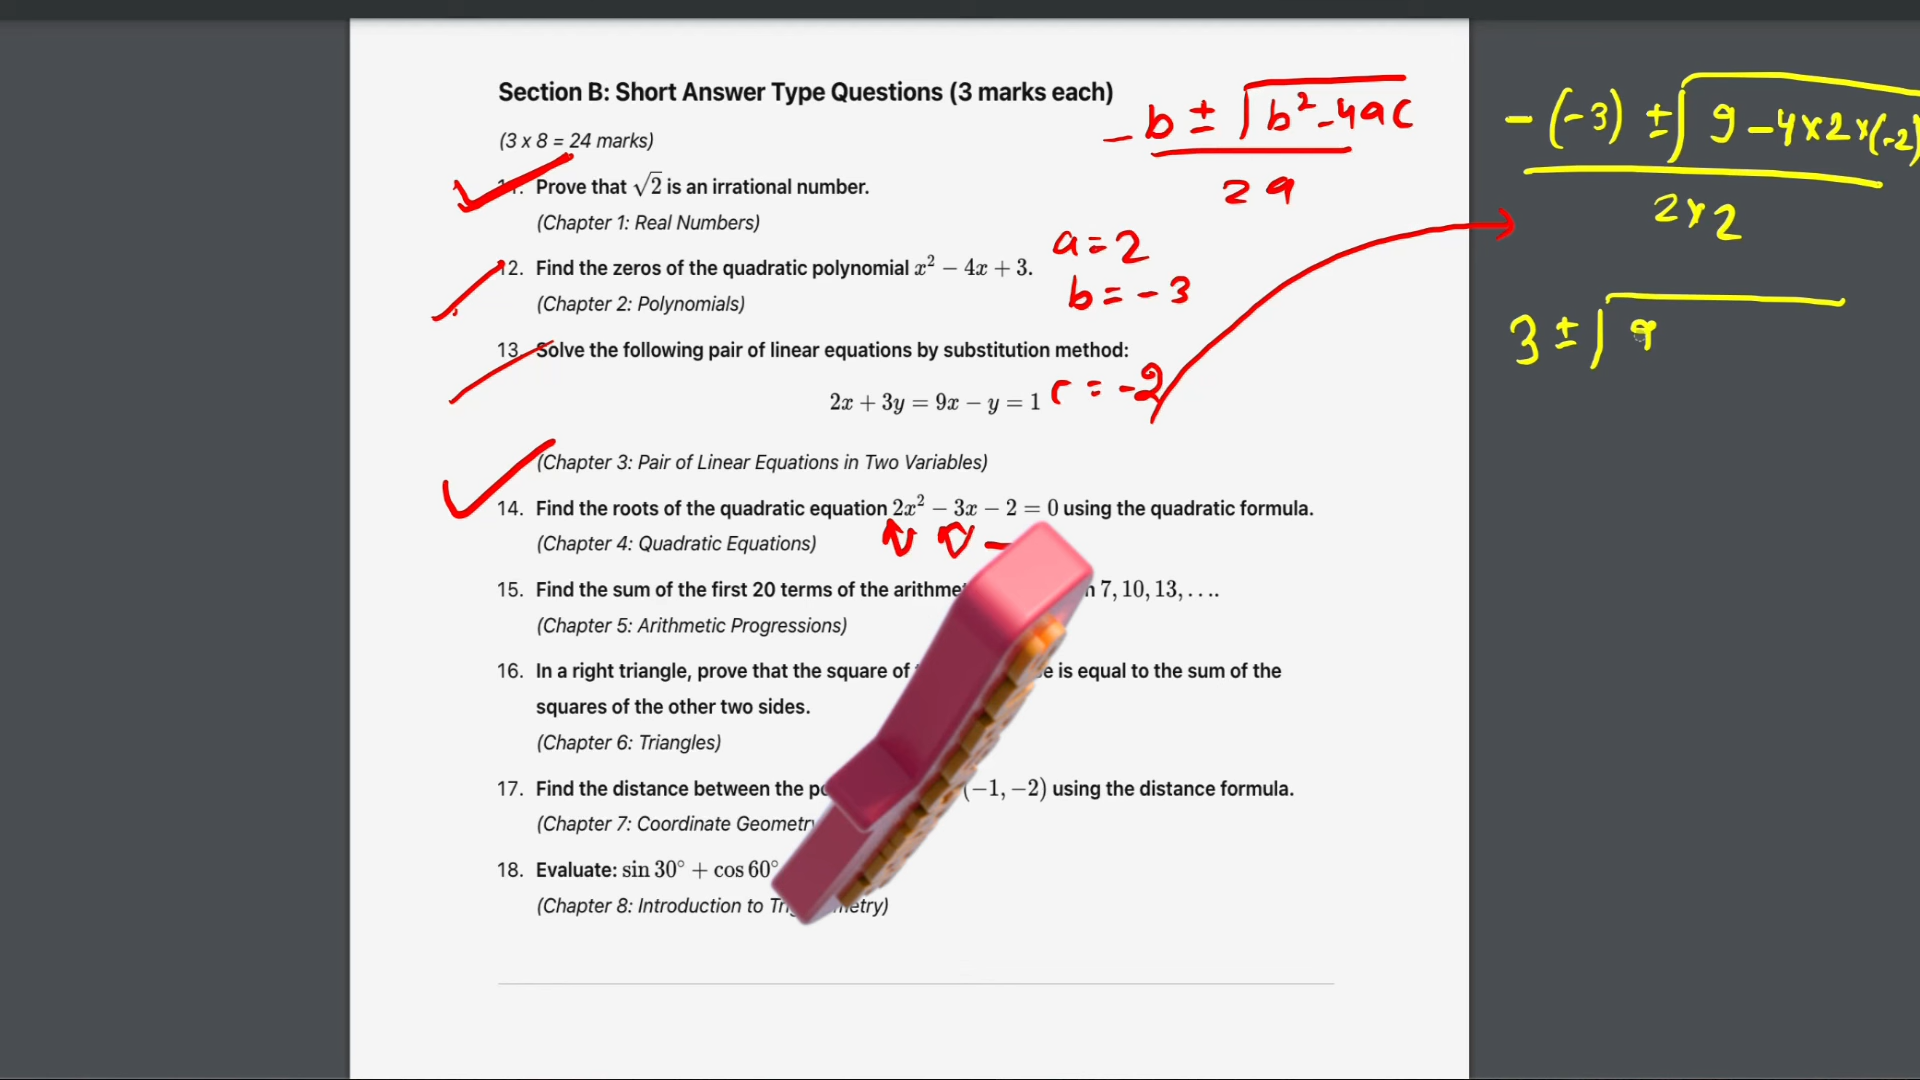 Section B: Short Answer Type Questions (3 marks each)
(3 x 8 = 24 marks)
Prove that √2 is an irrational number.
(Chapter 1: Real Numbers)
12. Find the zeros of the quadratic polynomial x² − 4x + 3.
(Chapter 2: Polynomials)
13. Solve the following pair of linear equations by substitution method:
2x + 3y = 9x − y = 1
(Chapter 3: Pair of Linear Equations in Two Variables)
14. Find the roots of the quadratic equation 2x² − 3x − 2 = 0 using the quadratic formula.
(Chapter 4: Quadratic Equations)
15. Find the sum of the first 20 terms of the 7, 10, 13, . . ..
(Chapter 5: Arithmetic Progressions)
16. In a right triangle, prove that the square of is equal to the sum of the
squares of the other two sides.
(Chapter 6: Triangles)
17. Find the distance between the (−1, −2) using the distance formula.
(Chapter 7: Coordinate
18. Evaluate: sin 30° + cos 60°
(Chapter 8: Introduction to
-b ± √b²-4ac
2a
a = 2
b = -3
c = -2
-(-3) ± √9-4×2×(-2)
2×2
3 ± √9